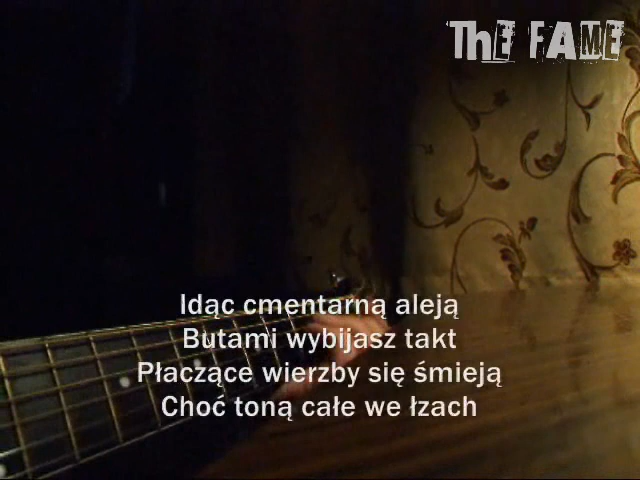 The FAME
Idąc cmentarną aleją
Butami wybijasz takt
Płaczące wierzby się śmieją
Choć toną całe we łzach